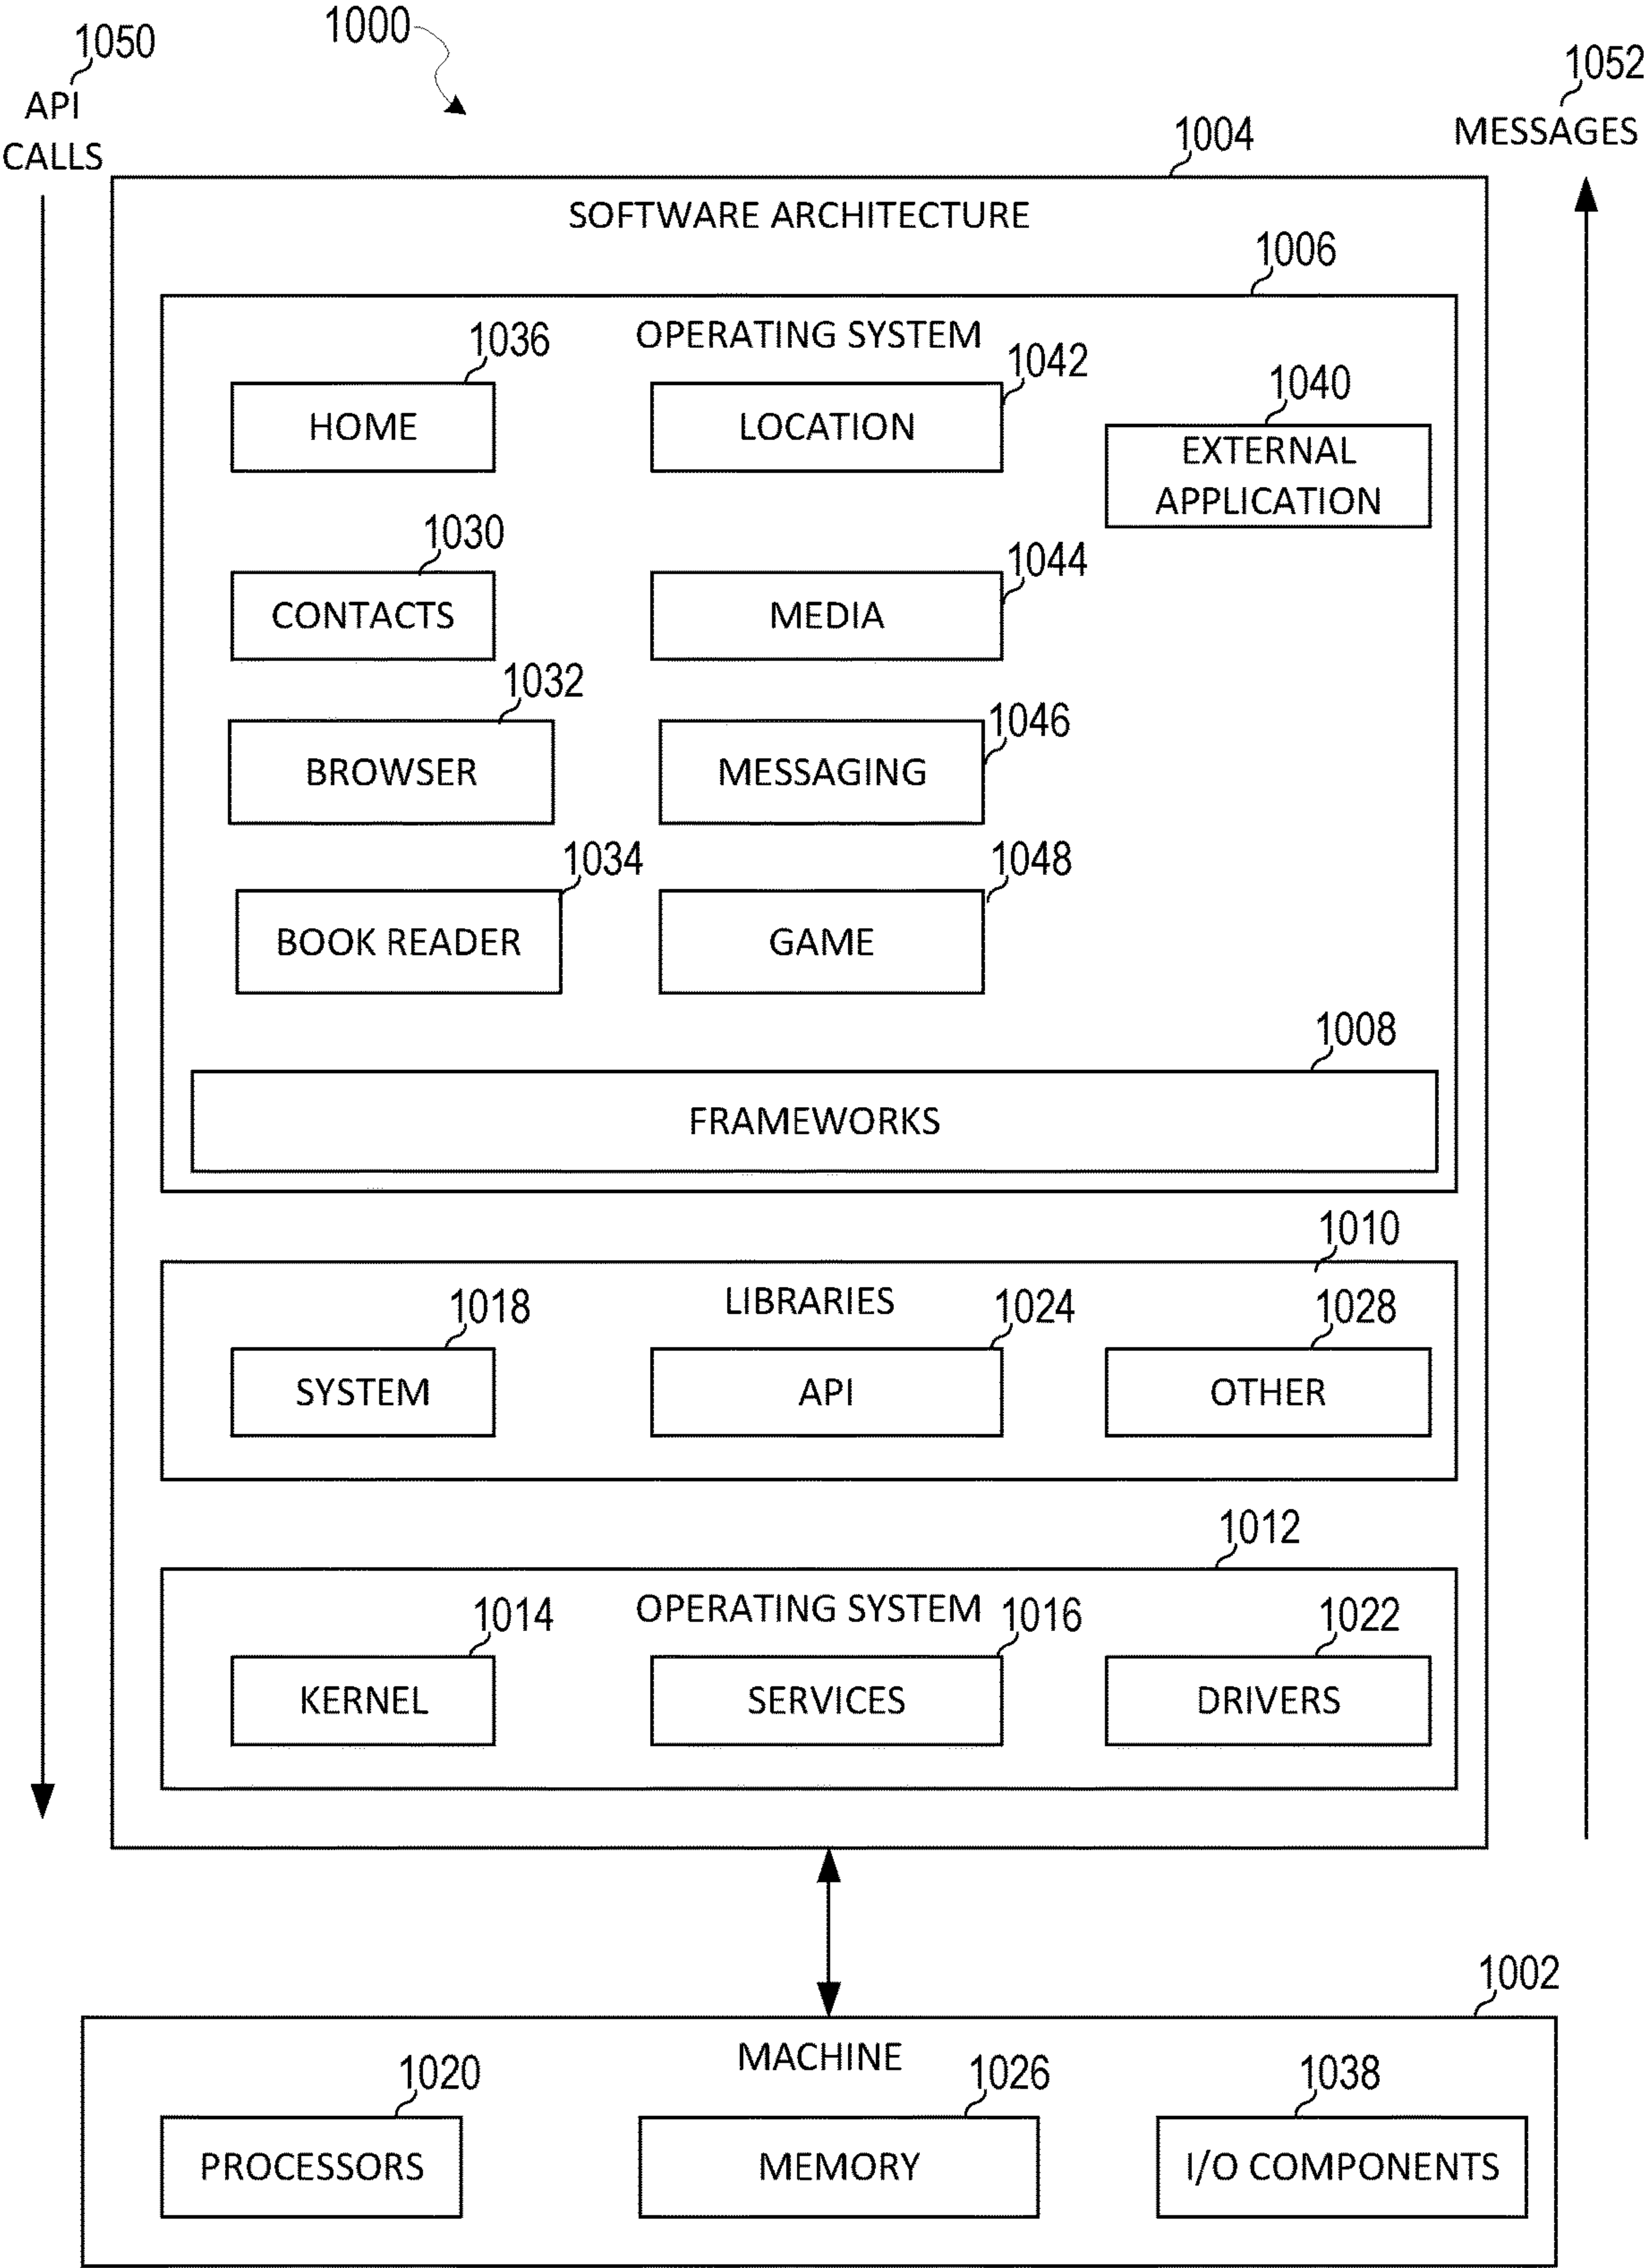 1000
1050
API
CALLS
1052
MESSAGES
1004
SOFTWARE ARCHITECTURE
1006
OPERATING SYSTEM
1036
HOME
1042
LOCATION
1040
EXTERNAL
APPLICATION
1030
CONTACTS
1044
MEDIA
1032
BROWSER
1046
MESSAGING
1034
BOOK READER
1048
GAME
1008
FRAMEWORKS
1010
LIBRARIES
1018
SYSTEM
1024
API
1028
OTHER
1012
OPERATING SYSTEM
1014
KERNEL
1016
SERVICES
1022
DRIVERS
1002
MACHINE
1020
PROCESSORS
1026
MEMORY
1038
I/O COMPONENTS